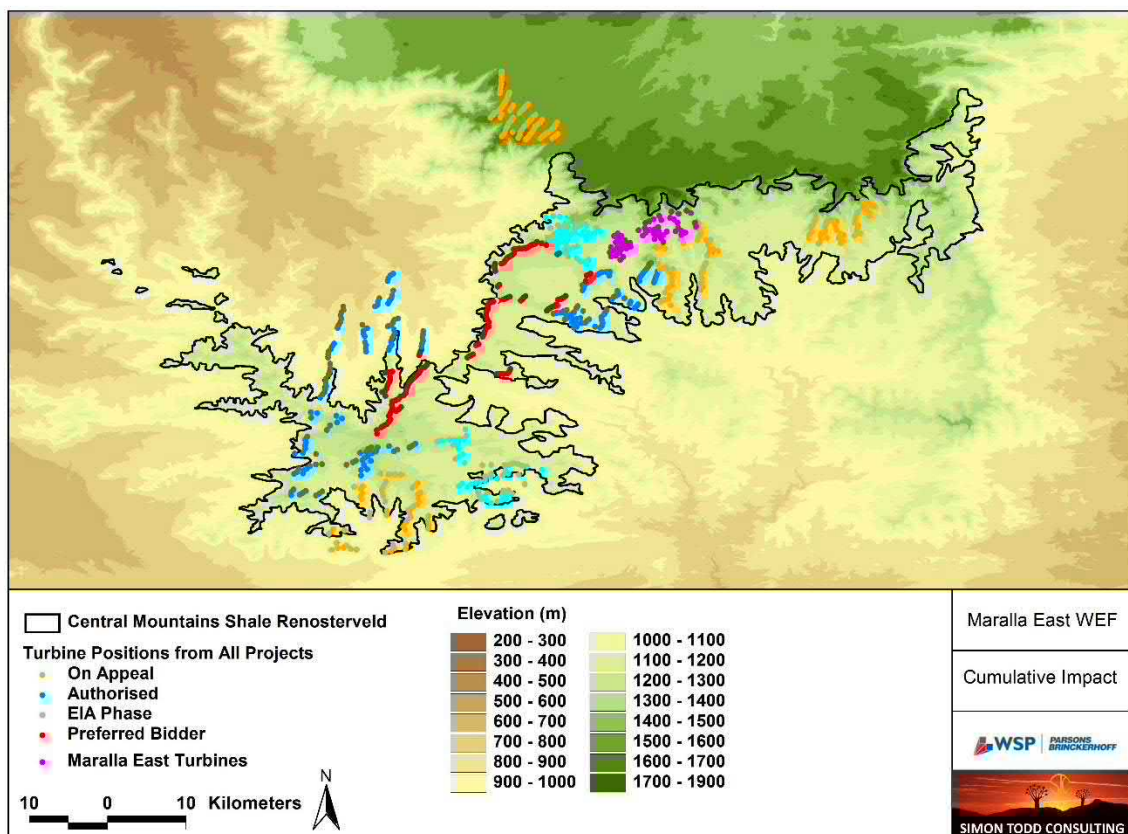 Central Mountains Shale Renosterveld
Turbine Positions from All Projects
On Appeal
Authorised
EIA Phase
Preferred Bidder
Maralla East Turbines
10 0 10 Kilometers
N
Elevation (m)
200 - 300
300 - 400
400 - 500
500 - 600
600 - 700
700 - 800
800 - 900
900 - 1000
1000 - 1100
1100 - 1200
1200 - 1300
1300 - 1400
1400 - 1500
1500 - 1600
1600 - 1700
1700 - 1900
Maralla East WEF
Cumulative Impact
WSP | PARSONS
BRINCKERHOFF
SIMON TODD CONSULTING